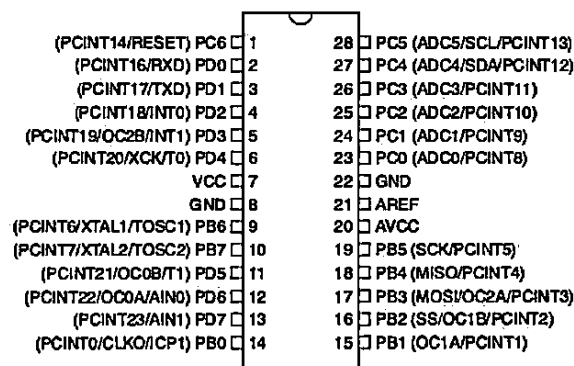 (PCINT14/RESET) PC6 1 28 PC5 (ADC5/SCL/PCINT13)
(PCINT16/RXD) PD0 2 27 PC4 (ADC4/SDA/PCINT12)
(PCINT17/TXD) PD1 3 26 PC3 (ADC3/PCINT11)
(PCINT18/INT0) PD2 4 25 PC2 (ADC2/PCINT10)
(PCINT19/OC2B/INT1) PD3 5 24 PC1 (ADC1/PCINT9)
(PCINT20/XCK/T0) PD4 6 23 PC0 (ADC0/PCINT8)
VCC 7 22 GND
GND 8 21 AREF
(PCINT6/XTAL1/TOSC1) PB6 9 20 AVCC
(PCINT7/XTAL2/TOSC2) PB7 10 19 PB5 (SCK/PCINT5)
(PCINT21/OC0B/T1) PD5 11 18 PB4 (MISO/PCINT4)
(PCINT22/OC0A/AIN0) PD6 12 17 PB3 (MOSI/OC2A/PCINT3)
(PCINT23/AIN1) PD7 13 16 PB2 (SS/OC1B/PCINT2)
(PCINT0/CLKO/ICP1) PB0 14 15 PB1 (OC1A/PCINT1)